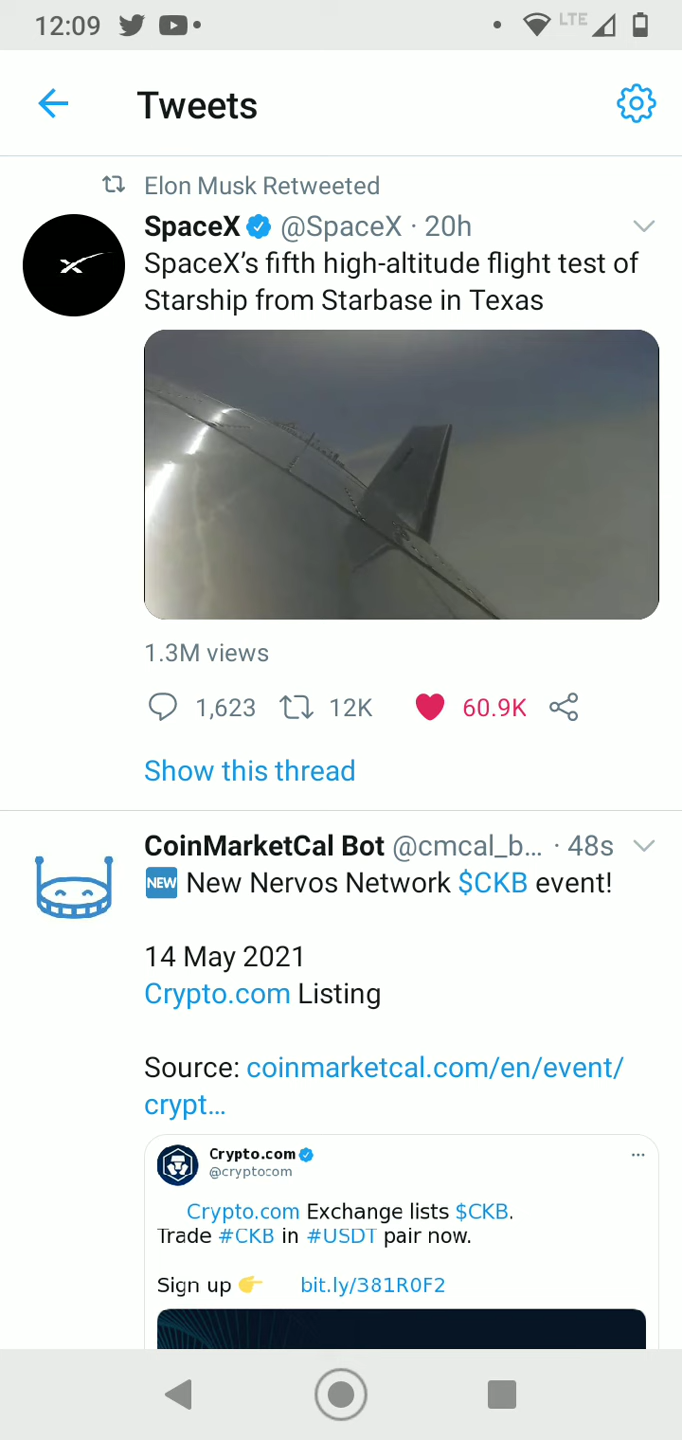 12:09
LTE
Tweets
Elon Musk Retweeted
SpaceX @SpaceX · 20h
SpaceX’s fifth high-altitude flight test of
Starship from Starbase in Texas
1.3M views
1,623 12K 60.9K
Show this thread
CoinMarketCal Bot @cmcal_b... · 48s
🆕 New Nervos Network $CKB event!
14 May 2021
Crypto.com Listing
Source: coinmarketcal.com/en/event/
crypt...
Crypto.com
@cryptocom
Crypto.com Exchange lists $CKB.
Trade #CKB in #USDT pair now.
Sign up 👉 bit.ly/381R0F2